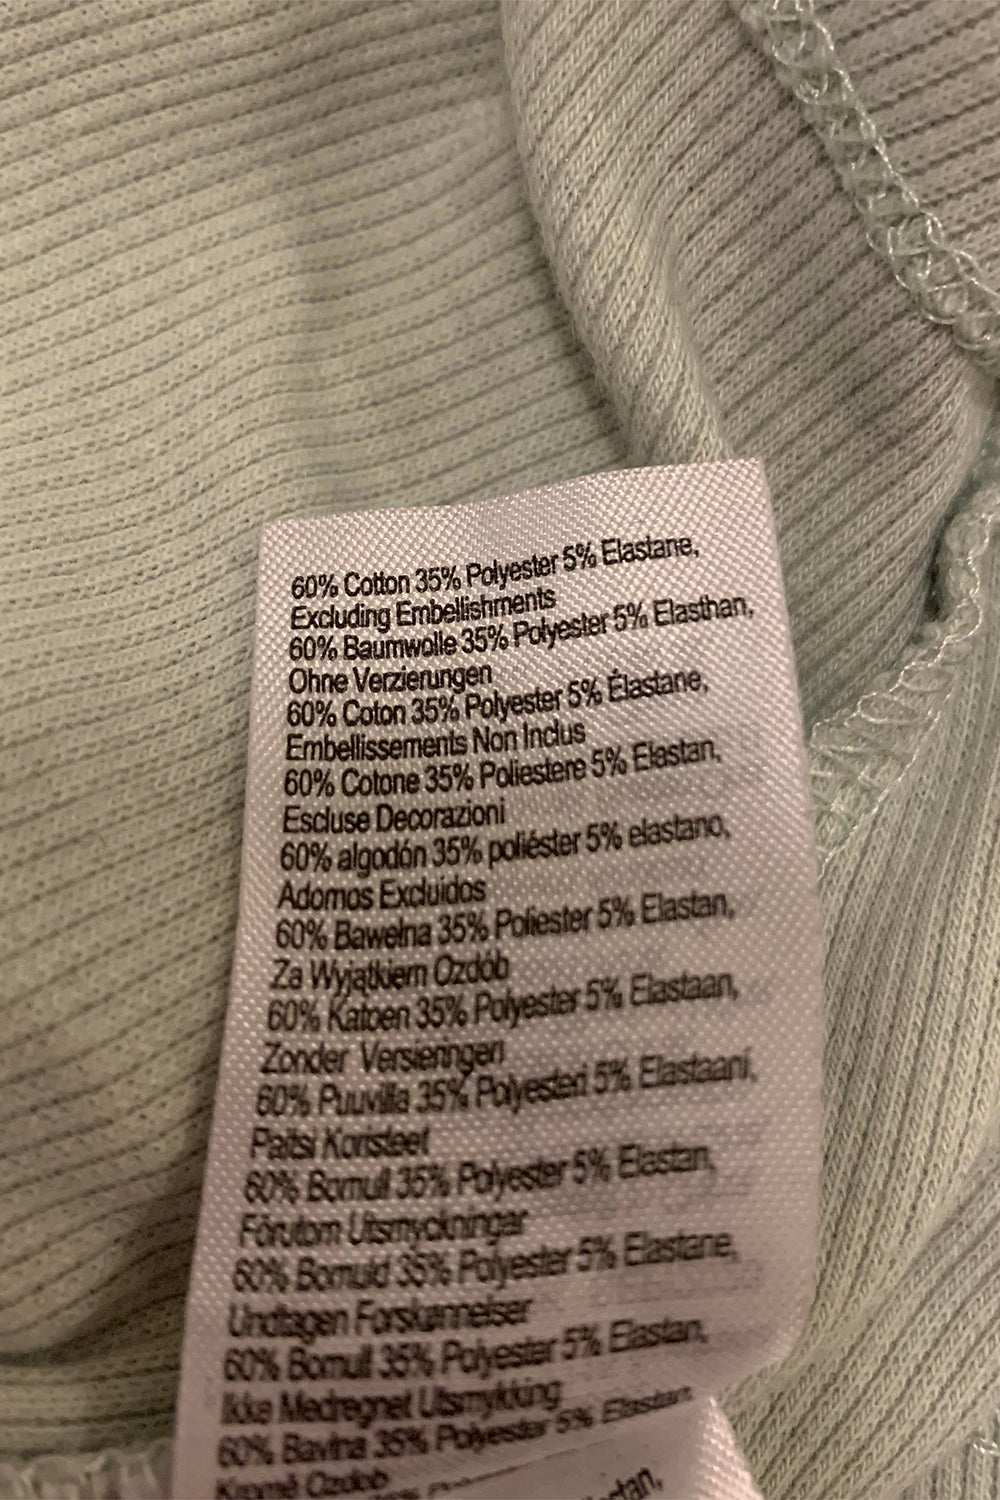 60% Cotton 35% Polyester 5% Elastane,
Excluding Embellishments
60% Baumwolle 35% Polyester 5% Elasthan,
Ohne Verzierungen
60% Coton 35% Polyester 5% Élastane,
Embellissements Non Inclus
60% Cotone 35% Poliestere 5% Elastan,
Escluse Decorazioni
60% algodón 35% poliéster 5% elastano,
Adornos Excluidos
60% Bawełna 35% Poliester 5% Elastan,
Za Wyjątkiem Ozdób
60% Katoen 35% Polyester 5% Elastaan,
Zonder Versieringen
60% Puuvilla 35% Polyesteri 5% Elastaani,
Paitsi Koristeet
60% Bomull 35% Polyester 5% Elastan,
Förutom Utsmyckningar
60% Bomuld 35% Polyester 5% Elastane,
Undtagen Forskønnelser
60% Bomull 35% Polyester 5% Elastan,
Ikke Medregnet Utsmykking
60% Bavlna 35% Polyester 5% Elastan
Kromě Ozdob